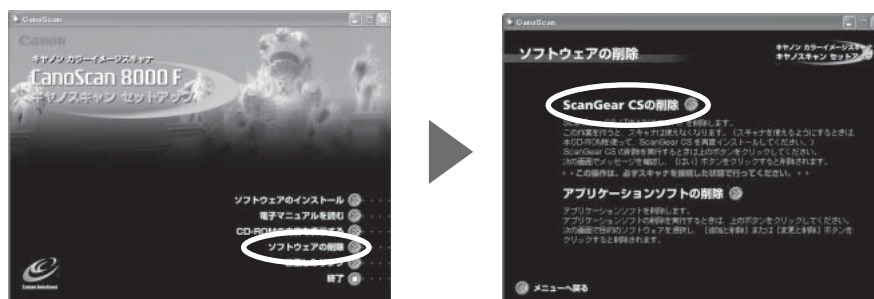 CanoScan
Canon
キヤノン カラーイメージスキャナ
CanoScan 8000 F
キヤノスキャン セットアップ
ソフトウェアのインストール
電子マニュアルを読む
CD-ROMの
する
ソフトウェアの削除
終了
Canon Solutions
CanoScan
ソフトウェアの削除
キヤノン カラーイメージスキャナ
キヤノスキャン セットアップ
ScanGear CSの削除
を削除します。
この作業を行うと、スキャナは使えなくなります。（スキャナを使えるようにするときは
本CD-ROMを使って、ScanGear CS を再度インストールしてください。）
ScanGear CS の削除を実行するときは上のボタンをクリックしてください。
次の画面でメッセージを確認し、［はい］ボタンをクリックすると削除されます。
・・この操作は、必ずスキャナを接続した状態で行ってください。・・
アプリケーションソフトの削除
アプリケーションソフトを削除します。
アプリケーションソフトの削除を実行するときは、上のボタンをクリックしてください。
次の画面で目的のソフトウェアを選択し、［追加と削除］または［変更と削除］ボタンを
クリックすると削除されます。
メニューへ戻る